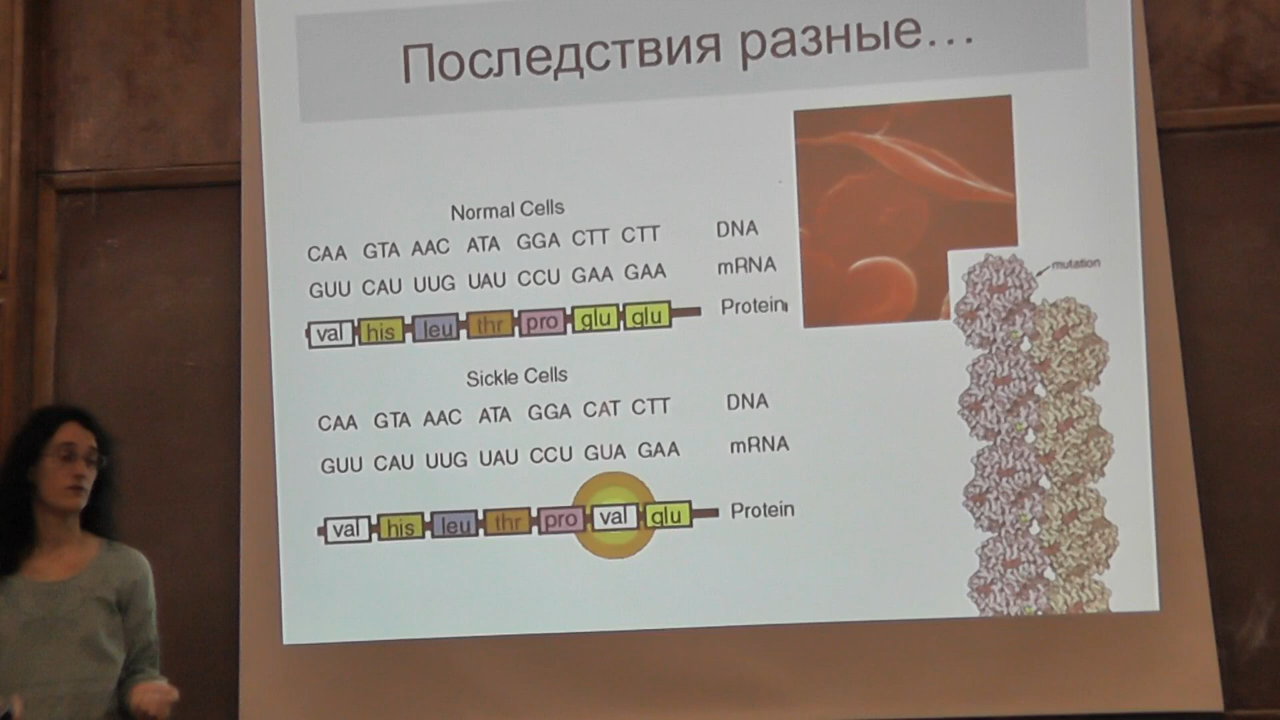 Последствия разные...
Normal Cells
CAA GTA AAC ATA GGA CTT CTT DNA
GUU CAU UUG UAU CCU GAA GAA mRNA
val his leu thr pro glu glu Protein
Sickle Cells
CAA GTA AAC ATA GGA CAT CTT DNA
GUU CAU UUG UAU CCU GUA GAA mRNA
val his leu thr pro val glu Protein
mutation